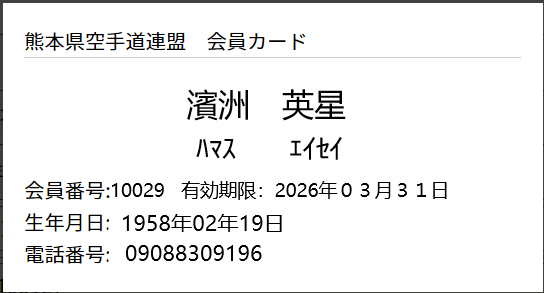 熊本県空手道連盟　会員カード
濱洲　英星
ﾊﾏｽ　ｴｲｾｲ
会員番号:10029　有効期限：2026年０３月３１日
生年月日：1958年02年19日
電話番号：09088309196